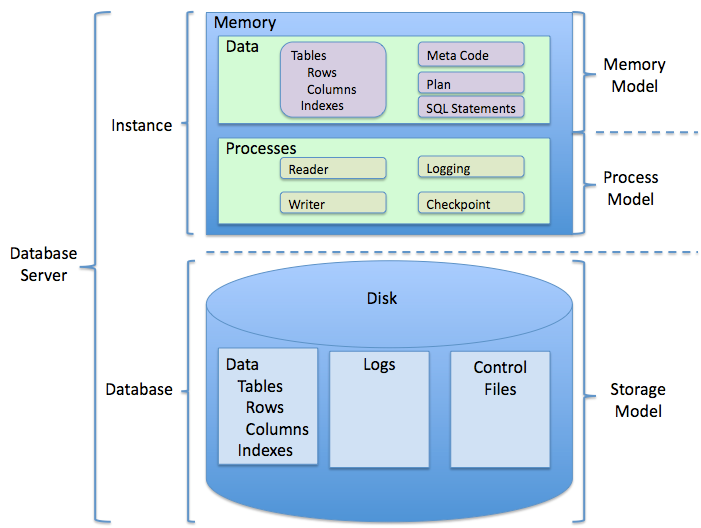 Memory
Data
Tables
Rows
Columns
Indexes
Meta Code
Plan
SQL Statements
Memory
Model
Instance
Processes
Reader
Logging
Writer
Checkpoint
Process
Model
Database
Server
Disk
Database
Data
Tables
Rows
Columns
Indexes
Logs
Control
Files
Storage
Model